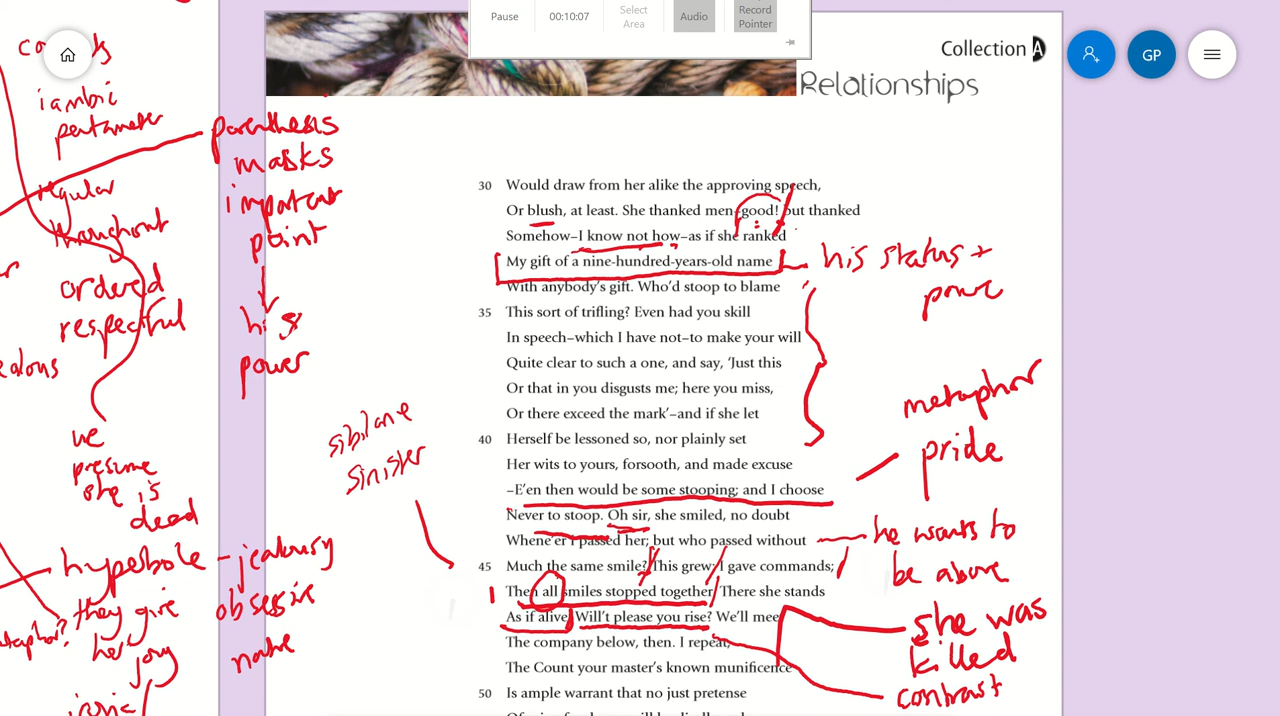 Pause
00:10:07
Select
Area
Audio
Record
Pointer
Collection A
GP
Relationships
iambic
pentameter
regular
throughout
ordered
respectful
we
presume
she is
dead
hyperbole - jealousy
they give
her
joy
obsessive
nature
parenthesis
masks
important
point
his
power
sibilance
sinister
30 Would draw from her alike the approving speech,
Or blush, at least. She thanked men–good! but thanked
Somehow–I know not how–as if she ranked
My gift of a nine-hundred-years-old name
With anybody's gift. Who'd stoop to blame
35 This sort of trifling? Even had you skill
In speech–which I have not–to make your will
Quite clear to such a one, and say, 'Just this
Or that in you disgusts me; here you miss,
Or there exceed the mark'–and if she let
40 Herself be lessoned so, nor plainly set
Her wits to yours, forsooth, and made excuse
–E'en then would be some stooping; and I choose
Never to stoop. Oh sir, she smiled, no doubt
Whene'er I passed her; but who passed without
45 Much the same smile? This grew; I gave commands;
Then all smiles stopped together. There she stands
As if alive. Will't please you rise? We'll meet
The company below, then. I repeat,
The Count your master's known munificence
50 Is ample warrant that no just pretense
his status +
power
metaphor
pride
he wants to
be above
she was
killed
contrast